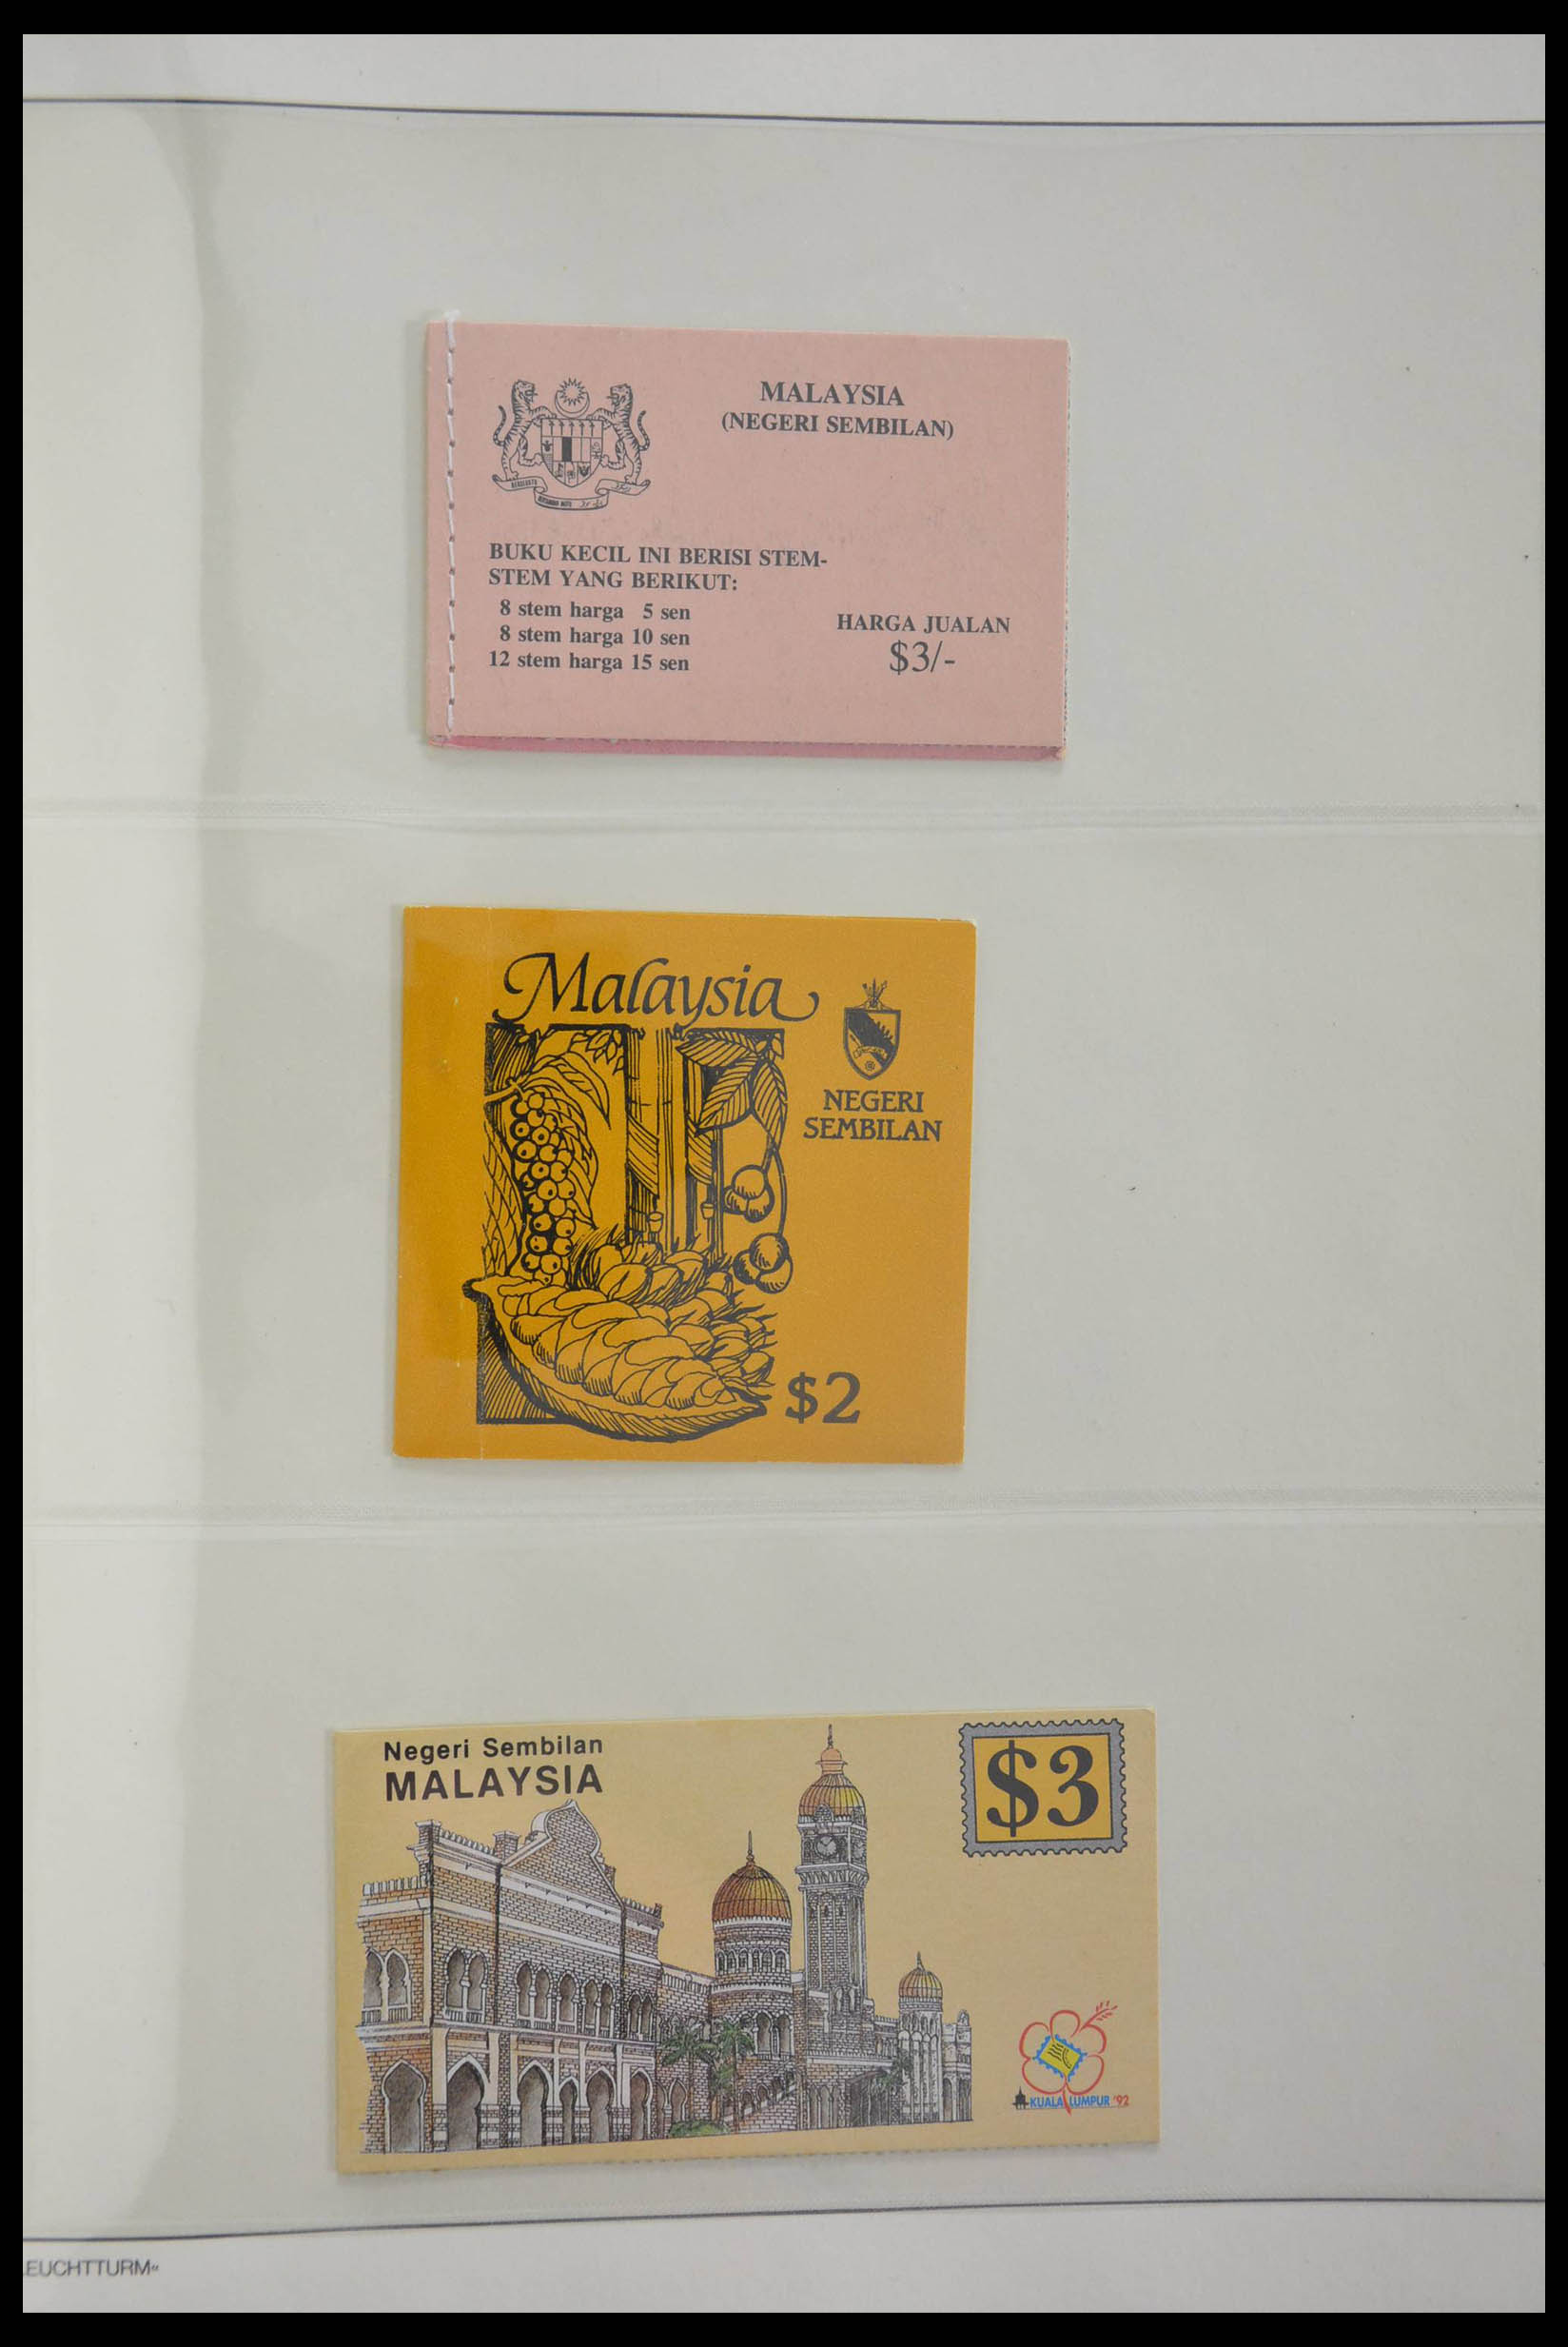 MALAYSIA
(NEGERI SEMBILAN)
BUKU KECIL INI BERISI STEM-
STEM YANG BERIKUT:
8 stem harga 5 sen
8 stem harga 10 sen
12 stem harga 15 sen
HARGA JUALAN
$3/-
Malaysia
NEGERI
SEMBILAN
$2
Negeri Sembilan
MALAYSIA
$3
KUALA LUMPUR '92
EUCHTTURM«